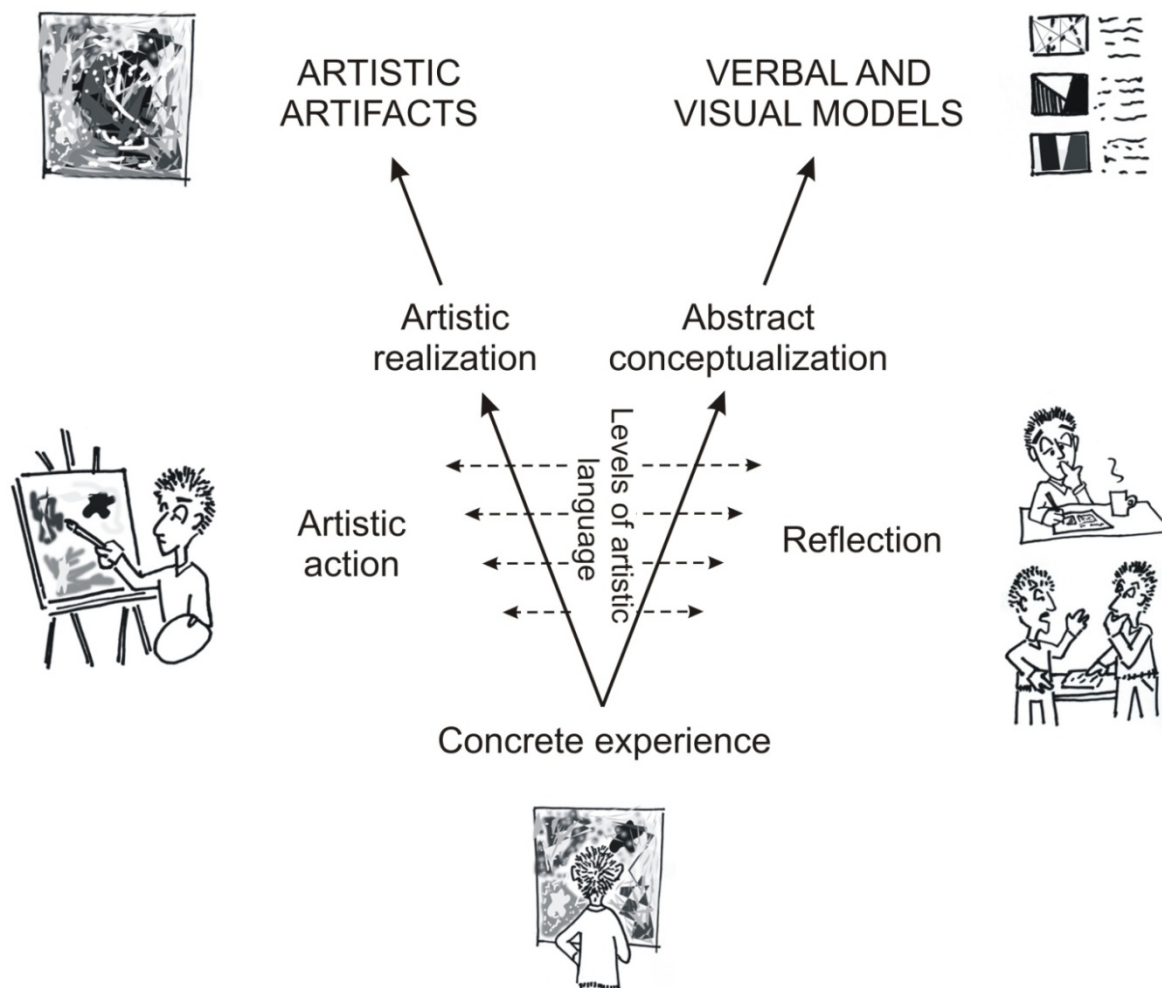 ARTISTIC
ARTIFACTS
VERBAL AND
VISUAL MODELS
Artistic
realization
Abstract
conceptualization
Levels of artistic
language
Artistic
action
Reflection
Concrete experience